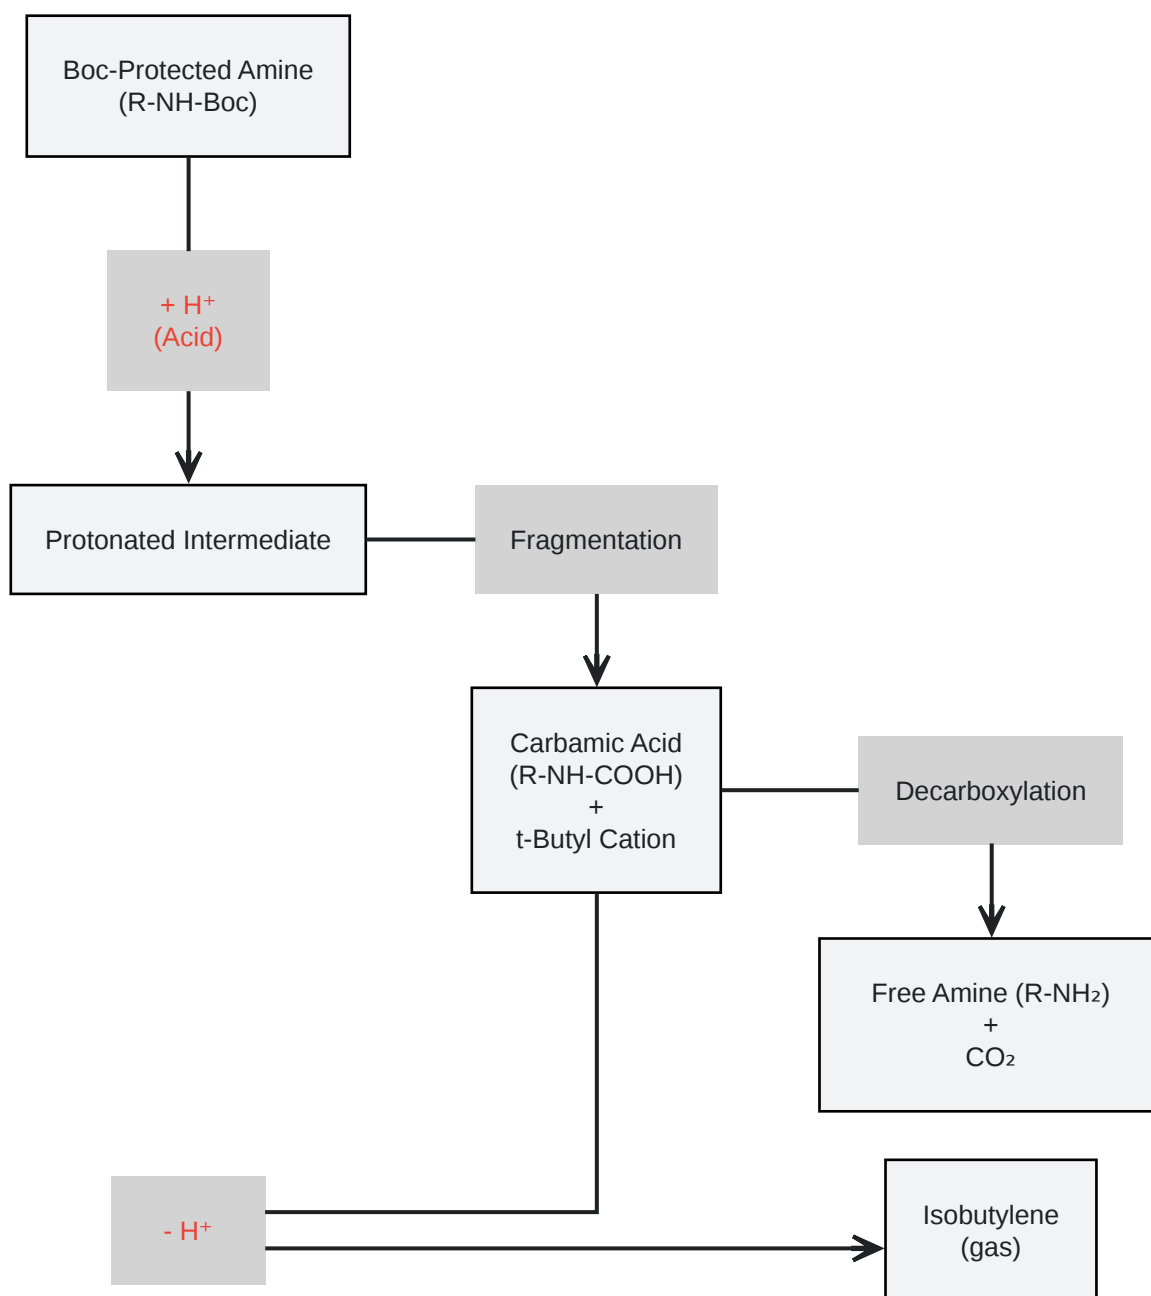 Boc-Protected Amine
(R-NH-Boc)
+ H⁺
(Acid)
Protonated Intermediate
Fragmentation
Carbamic Acid
(R-NH-COOH)
+
t-Butyl Cation
Decarboxylation
Free Amine (R-NH₂)
+
CO₂
- H⁺
Isobutylene
(gas)